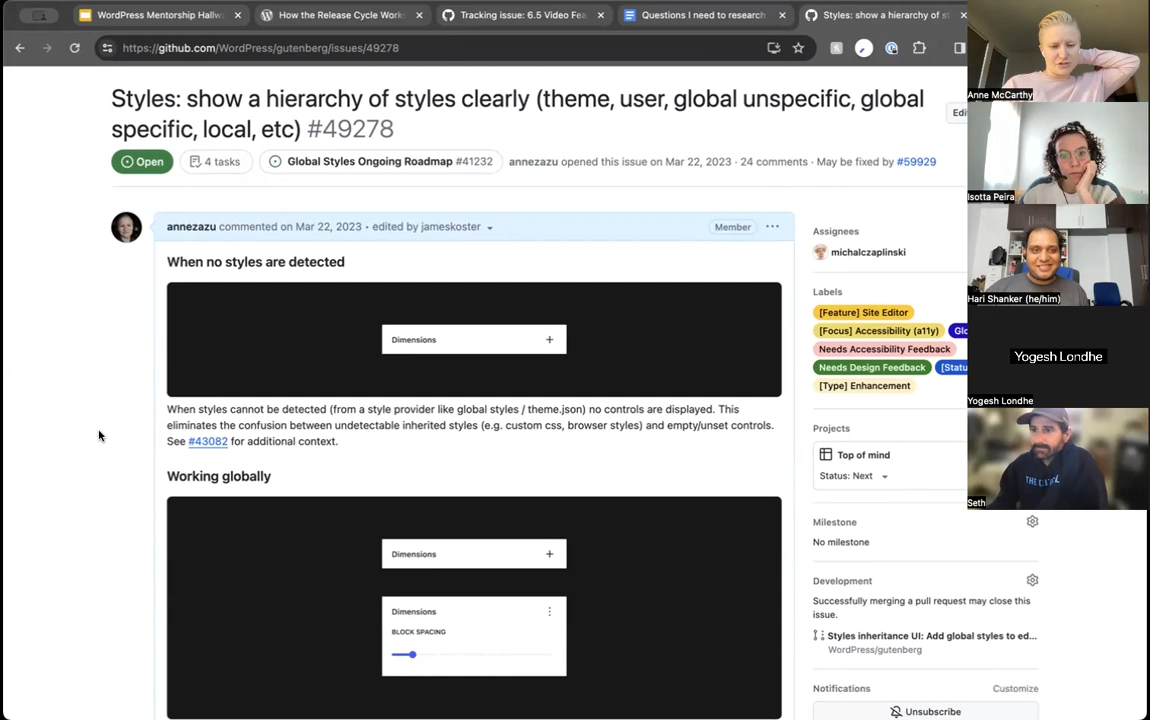 WordPress Mentorship Hallw
How the Release Cycle Works
Tracking issue: 6.5 Video Fea
Questions I need to research
Styles: show a hierarchy of st
https://github.com/WordPress/gutenberg/issues/49278
Styles: show a hierarchy of styles clearly (theme, user, global unspecific, global
specific, local, etc) #49278
Edi
Open
4 tasks
Global Styles Ongoing Roadmap #41232
annezazu opened this issue on Mar 22, 2023 · 24 comments · May be fixed by #59929
annezazu commented on Mar 22, 2023 • edited by jameskoster
Member
When no styles are detected
Dimensions
When styles cannot be detected (from a style provider like global styles / theme.json) no controls are displayed. This
eliminates the confusion between undetectable inherited styles (e.g. custom css, browser styles) and empty/unset controls.
See #43082 for additional context.
Working globally
Dimensions
Dimensions
BLOCK SPACING
Assignees
michalczaplinski
Labels
[Feature] Site Editor
[Focus] Accessibility (a11y)
Glo
Needs Accessibility Feedback
Needs Design Feedback
[Statu
[Type] Enhancement
Projects
Top of mind
Status: Next
Milestone
No milestone
Development
Successfully merging a pull request may close this
issue.
Styles inheritance UI: Add global styles to ed...
WordPress/gutenberg
Notifications
Customize
Unsubscribe
Anne McCarthy
Isotta Peira
Hari Shanker (he/him)
Yogesh Londhe
Yogesh Londhe
Seth